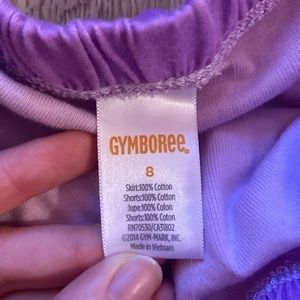 GYMBOREE®
8
Skirt:100% Cotton
Shorts:100% Cotton
Jupe:100% Coton
Shorts:100% Coton
RN70530/CA31802
©2014 GYM-MARK, INC.
Made in Vietnam